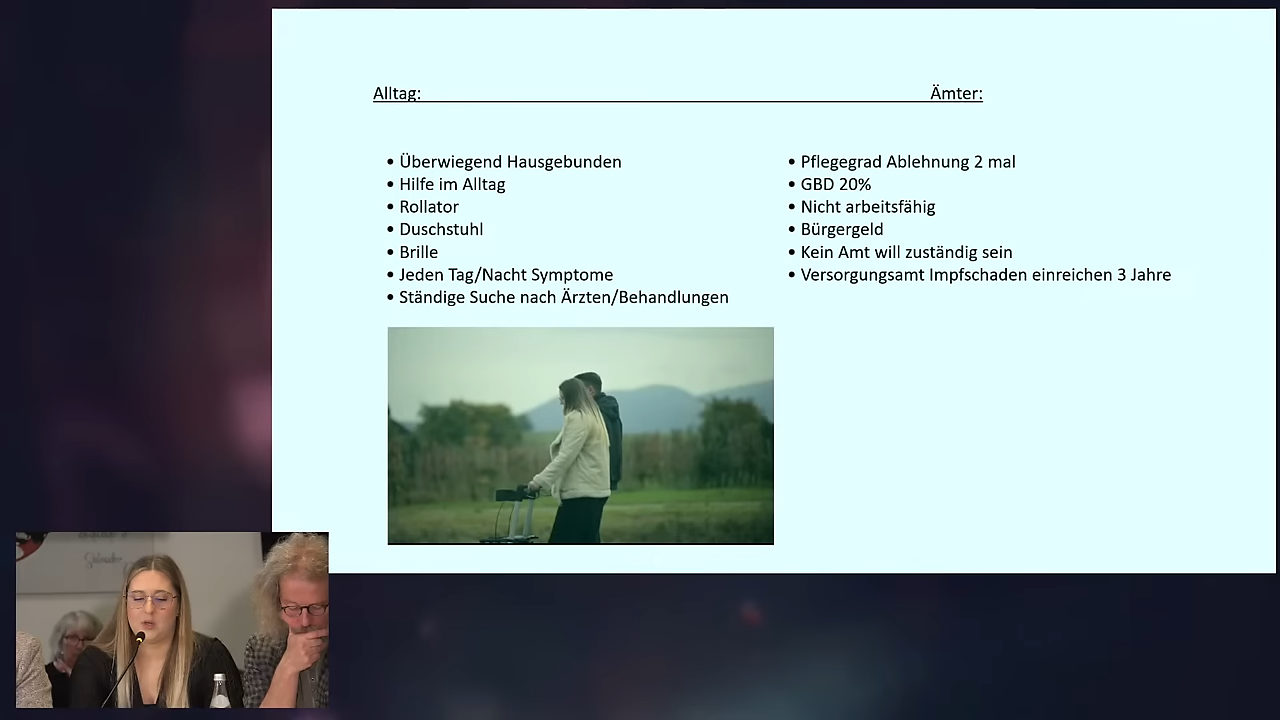 Alltag: Ämter:
• Überwiegend Hausgebunden
• Hilfe im Alltag
• Rollator
• Duschstuhl
• Brille
• Jeden Tag/Nacht Symptome
• Ständige Suche nach Ärzten/Behandlungen
• Pflegegrad Ablehnung 2 mal
• GBD 20%
• Nicht arbeitsfähig
• Bürgergeld
• Kein Amt will zuständig sein
• Versorgungsamt Impfschaden einreichen 3 Jahre